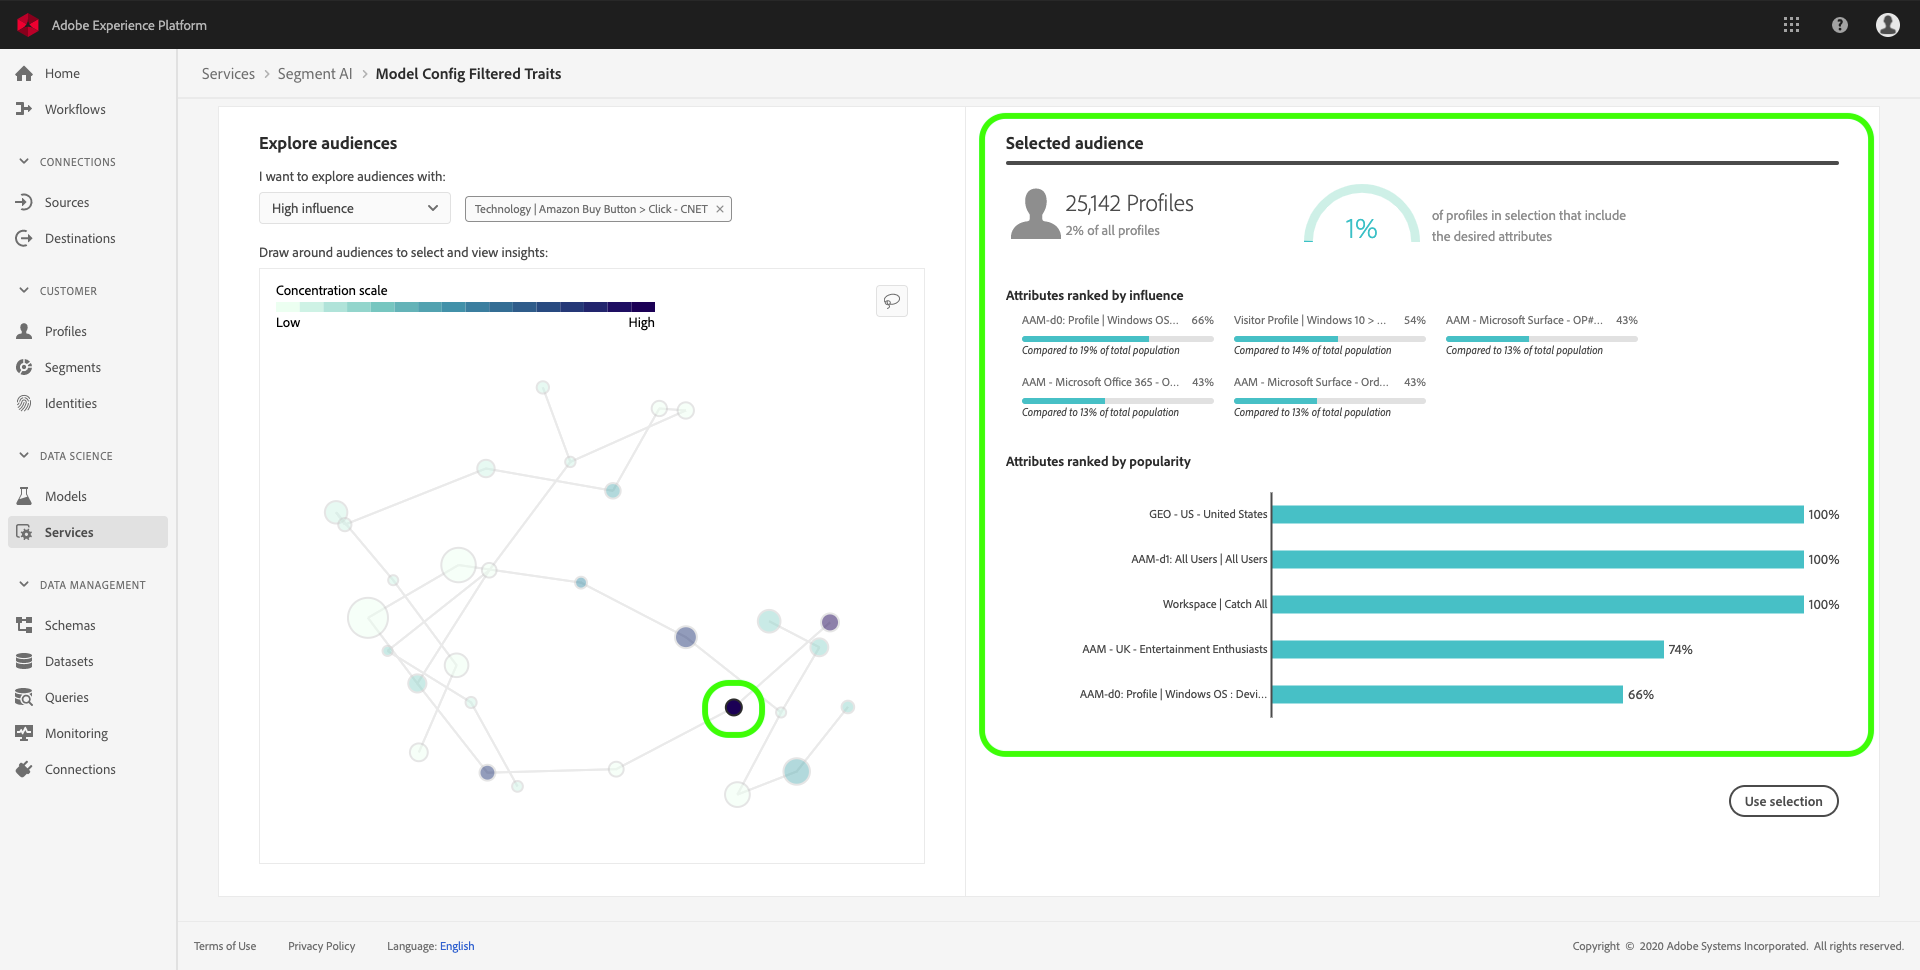 Adobe Experience Platform
Home
Workflows
CONNECTIONS
Sources
Destinations
CUSTOMER
Profiles
Segments
Identities
DATA SCIENCE
Models
Services
DATA MANAGEMENT
Schemas
Datasets
Queries
Monitoring
Connections
Services > Segment AI > Model Config Filtered Traits
Explore audiences
I want to explore audiences with:
High influence
Technology | Amazon Buy Button > Click - CNET ×
Draw around audiences to select and view insights:
Concentration scale
Low High
Selected audience
25,142 Profiles
2% of all profiles
1%
of profiles in selection that include
the desired attributes
Attributes ranked by influence
AAM-d0: Profile | Windows OS... 66%
Compared to 19% of total population
Visitor Profile | Windows 10 > ... 54%
Compared to 14% of total population
AAM - Microsoft Surface - OP#... 43%
Compared to 13% of total population
AAM - Microsoft Office 365 - O... 43%
Compared to 13% of total population
AAM - Microsoft Surface - Ord... 43%
Compared to 13% of total population
Attributes ranked by popularity
GEO - US - United States 100%
AAM-d1: All Users | All Users 100%
Workspace | Catch All 100%
AAM - UK - Entertainment Enthusiasts 74%
AAM-d0: Profile | Windows OS : Devi... 66%
Use selection
Terms of Use Privacy Policy Language: English
Copyright © 2020 Adobe Systems Incorporated. All rights reserved.